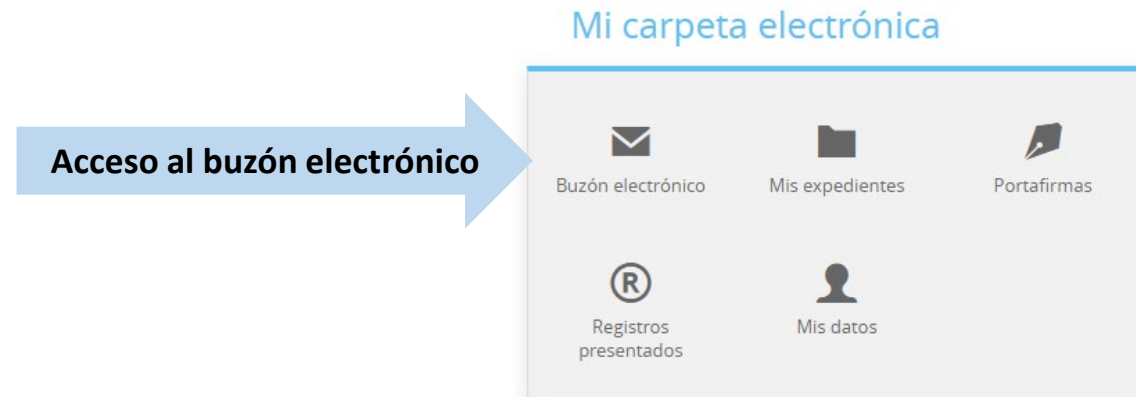 Mi carpeta electrónica
Acceso al buzón electrónico
Buzón electrónico
Mis expedientes
Portafirmas
®
Registros
presentados
Mis datos